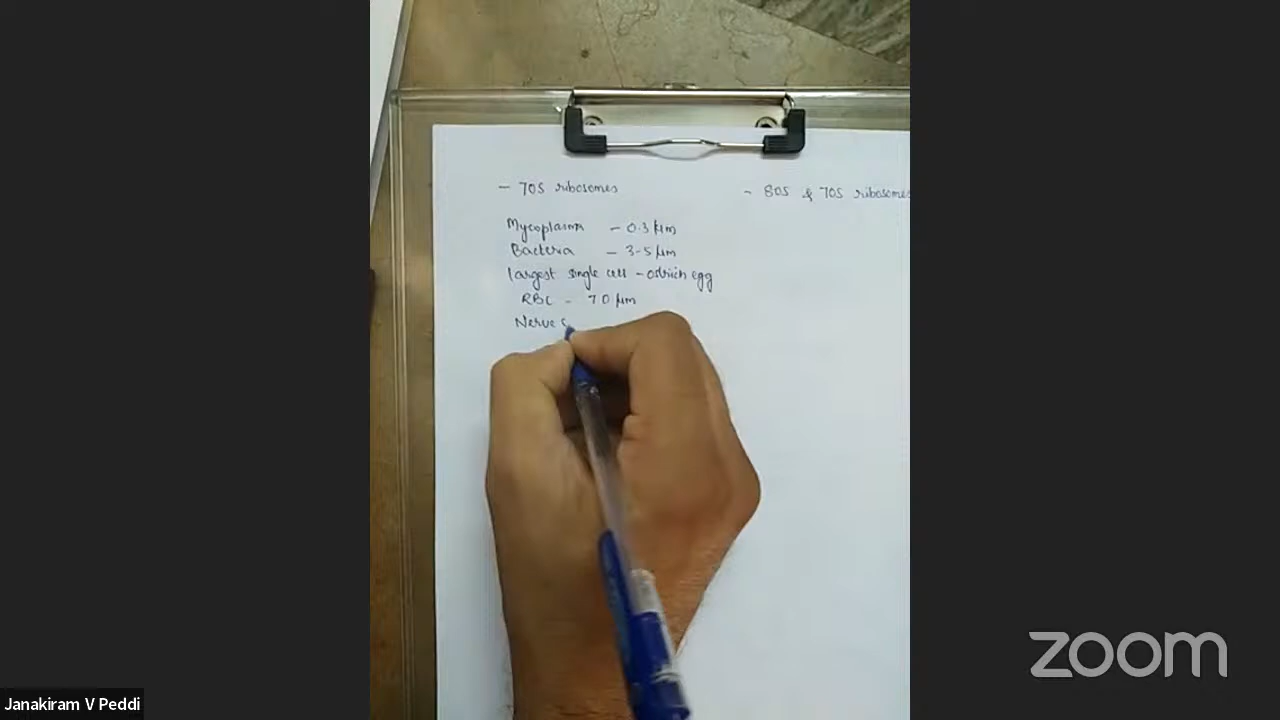 - 70S ribosomes - 80S & 70S ribosomes
Mycoplasma - 0.3 μm
Bacteria - 3-5 μm
largest single cell - ostrich egg
RBC - 7.0 μm
Nerve
zoom
Janakiram V Peddi